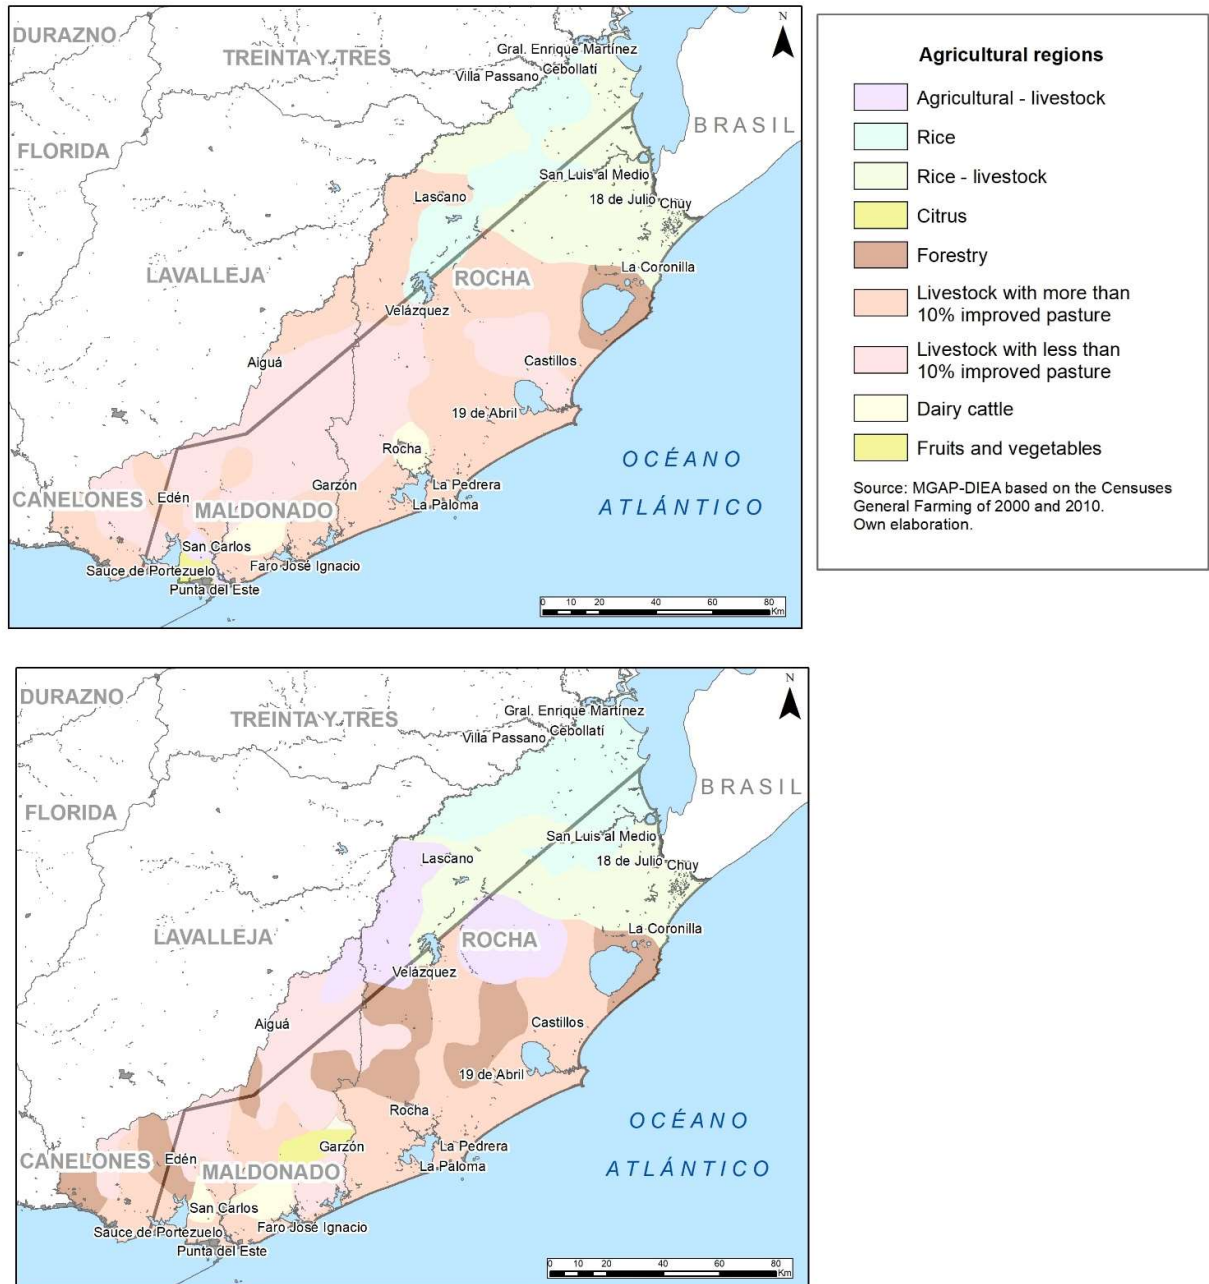 N
DURAZNO
TREINTA Y TRES
Gral. Enrique Martínez
Cebollatí
Villa Passano
BRASIL
FLORIDA
San Luis al Medio
18 de Julio
Chuy
Lascano
LAVALLEJA
ROCHA
La Coronilla
Velázquez
Aiguá
Castillos
19 de Abril
Rocha
OCÉANO
ATLÁNTICO
La Pedrera
La Paloma
Garzón
CANELONES
Edén
MALDONADO
San Carlos
Faro José Ignacio
Sauce de Portezuelo
Punta del Este
0 10 20 40 60 80
Km
Agricultural regions
Agricultural - livestock
Rice
Rice - livestock
Citrus
Forestry
Livestock with more than
10% improved pasture
Livestock with less than
10% improved pasture
Dairy cattle
Fruits and vegetables
Source: MGAP-DIEA based on the Censuses
General Farming of 2000 and 2010.
Own elaboration.
N
DURAZNO
TREINTA Y TRES
Gral. Enrique Martínez
Cebollatí
Villa Passano
BRASIL
FLORIDA
San Luis al Medio
18 de Julio
Chuy
Lascano
LAVALLEJA
ROCHA
La Coronilla
Velázquez
Aiguá
Castillos
19 de Abril
Rocha
OCÉANO
ATLÁNTICO
La Pedrera
La Paloma
Garzón
CANELONES
Edén
MALDONADO
San Carlos
Faro José Ignacio
Sauce de Portezuelo
Punta del Este
0 10 20 40 60 80
Km